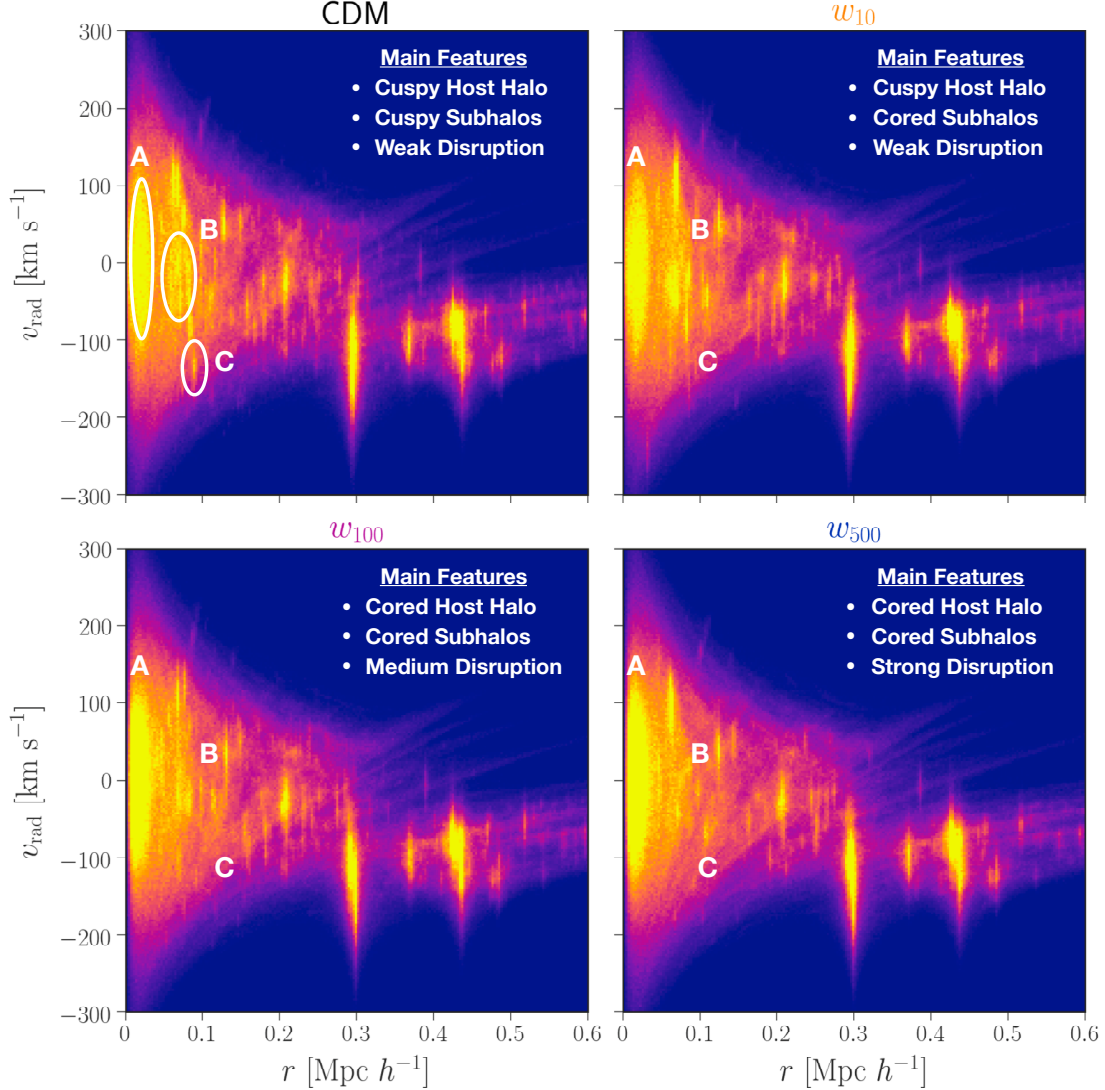 CDM
w10
300
200
100
0
−100
−200
−300
vrad [km s−1]
Main Features
• Cuspy Host Halo
• Cuspy Subhalos
• Weak Disruption
A
B
C
Main Features
• Cuspy Host Halo
• Cored Subhalos
• Weak Disruption
A
B
C
w100
w500
300
200
100
0
−100
−200
−300
vrad [km s−1]
Main Features
• Cored Host Halo
• Cored Subhalos
• Medium Disruption
A
B
C
Main Features
• Cored Host Halo
• Cored Subhalos
• Strong Disruption
A
B
C
0 0.1 0.2 0.3 0.4 0.5 0.6
0 0.1 0.2 0.3 0.4 0.5 0.6
r [Mpc h−1]
r [Mpc h−1]